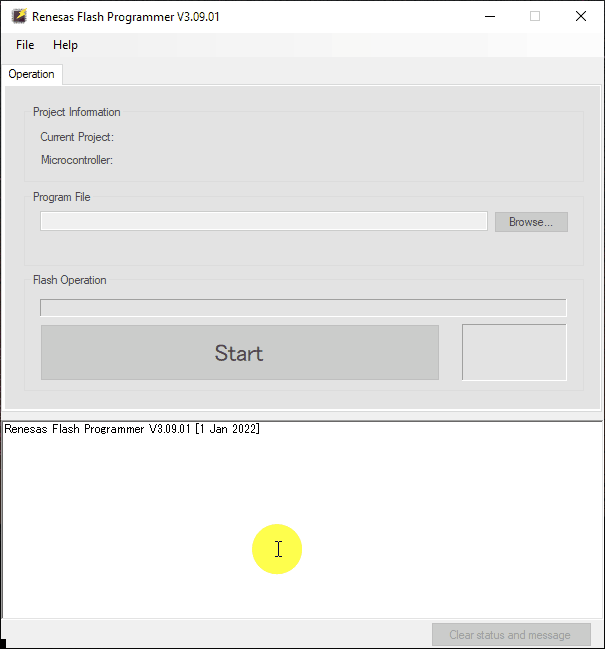 Renesas Flash Programmer V3.09.01
File Help
Operation
Project Information
Current Project:
Microcontroller:
Program File
Browse...
Flash Operation
Start
Renesas Flash Programmer V3.09.01 [1 Jan 2022]
Clear status and message